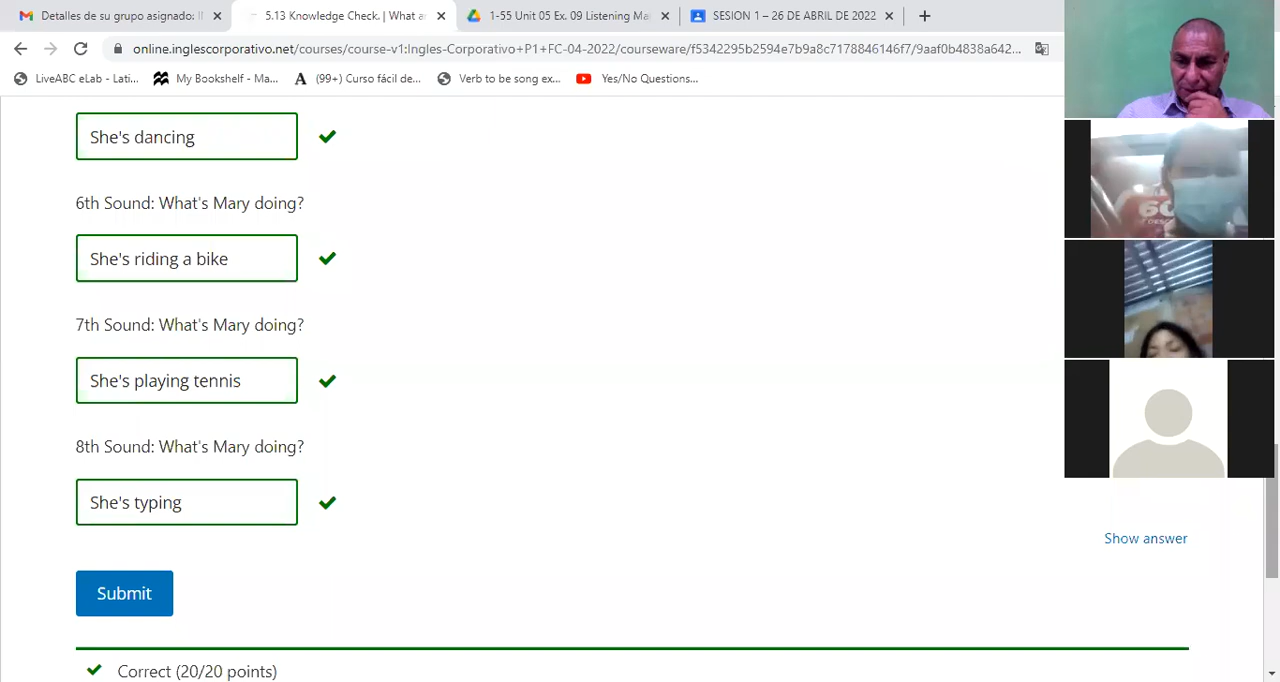 Detalles de su grupo asignado: I
5.13 Knowledge Check. | What a
1-55 Unit 05 Ex. 09 Listening Ma
SESION 1 – 26 DE ABRIL DE 2022
online.inglescorporativo.net/courses/course-v1:Ingles-Corporativo+P1+FC-04-2022/courseware/f5342295b2594e7b9a8c7178846146f7/9aaf0b4838a642...
LiveABC eLab - Lati...
My Bookshelf - Ma...
(99+) Curso fácil de...
Verb to be song ex...
Yes/No Questions...
She's dancing
6th Sound: What's Mary doing?
She's riding a bike
7th Sound: What's Mary doing?
She's playing tennis
8th Sound: What's Mary doing?
She's typing
Show answer
Submit
Correct (20/20 points)